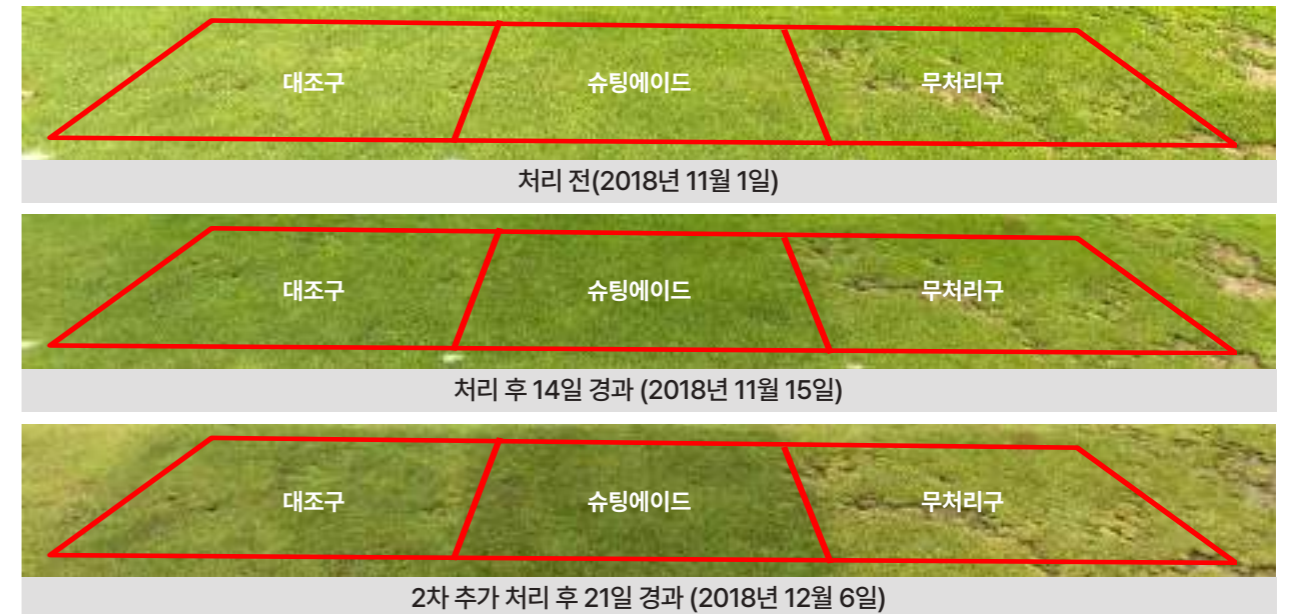 대조구 슈팅에이드 무처리구
처리 전(2018년 11월 1일)
대조구 슈팅에이드 무처리구
처리 후 14일 경과 (2018년 11월 15일)
대조구 슈팅에이드 무처리구
2차 추가 처리 후 21일 경과 (2018년 12월 6일)